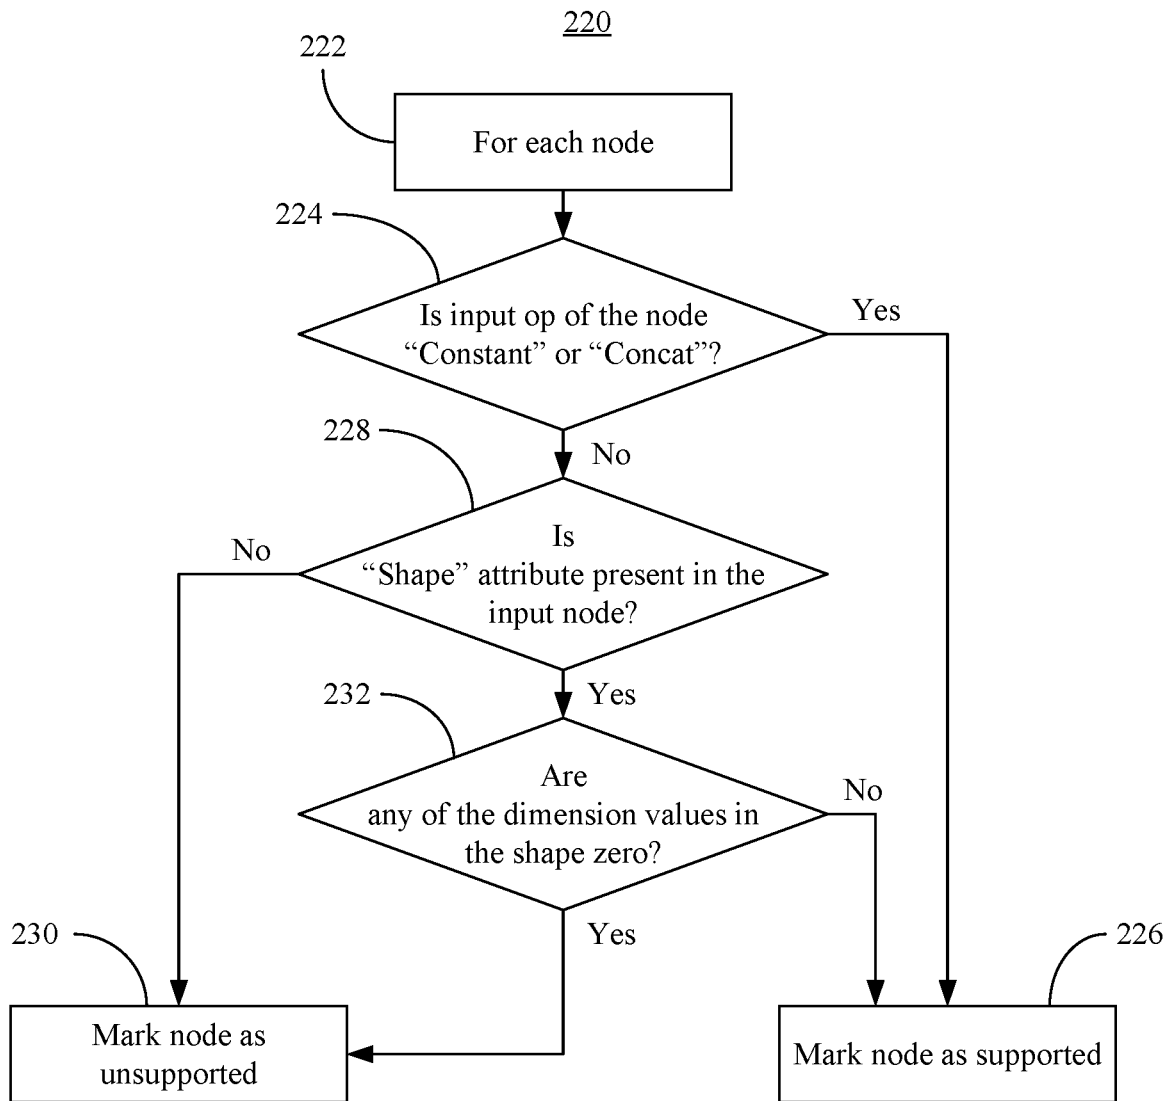 220
222
For each node
224
Is input op of the node
“Constant” or “Concat”?
Yes
228
No
Is
“Shape” attribute present in the
input node?
No
232
Yes
Are
any of the dimension values in
the shape zero?
No
230
Yes
226
Mark node as
unsupported
Mark node as supported